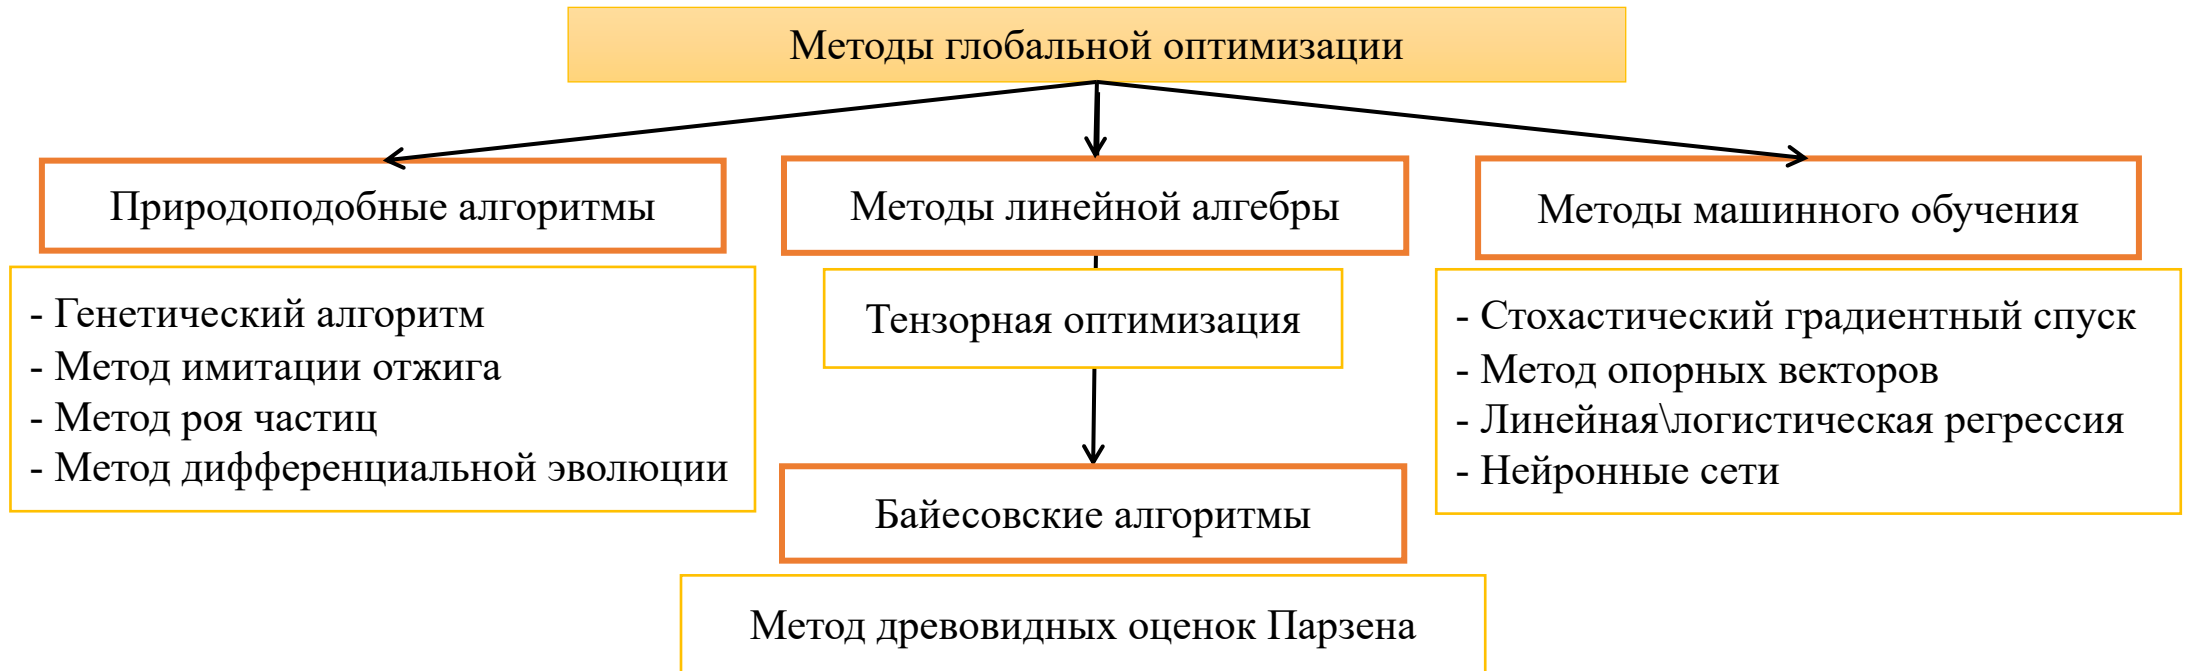 Методы глобальной оптимизации
Природоподобные алгоритмы
- Генетический алгоритм
- Метод имитации отжига
- Метод роя частиц
- Метод дифференциальной эволюции
Методы линейной алгебры
Тензорная оптимизация
Байесовские алгоритмы
Метод древовидных оценок Парзена
Методы машинного обучения
- Стохастический градиентный спуск
- Метод опорных векторов
- Линейная\логистическая регрессия
- Нейронные сети